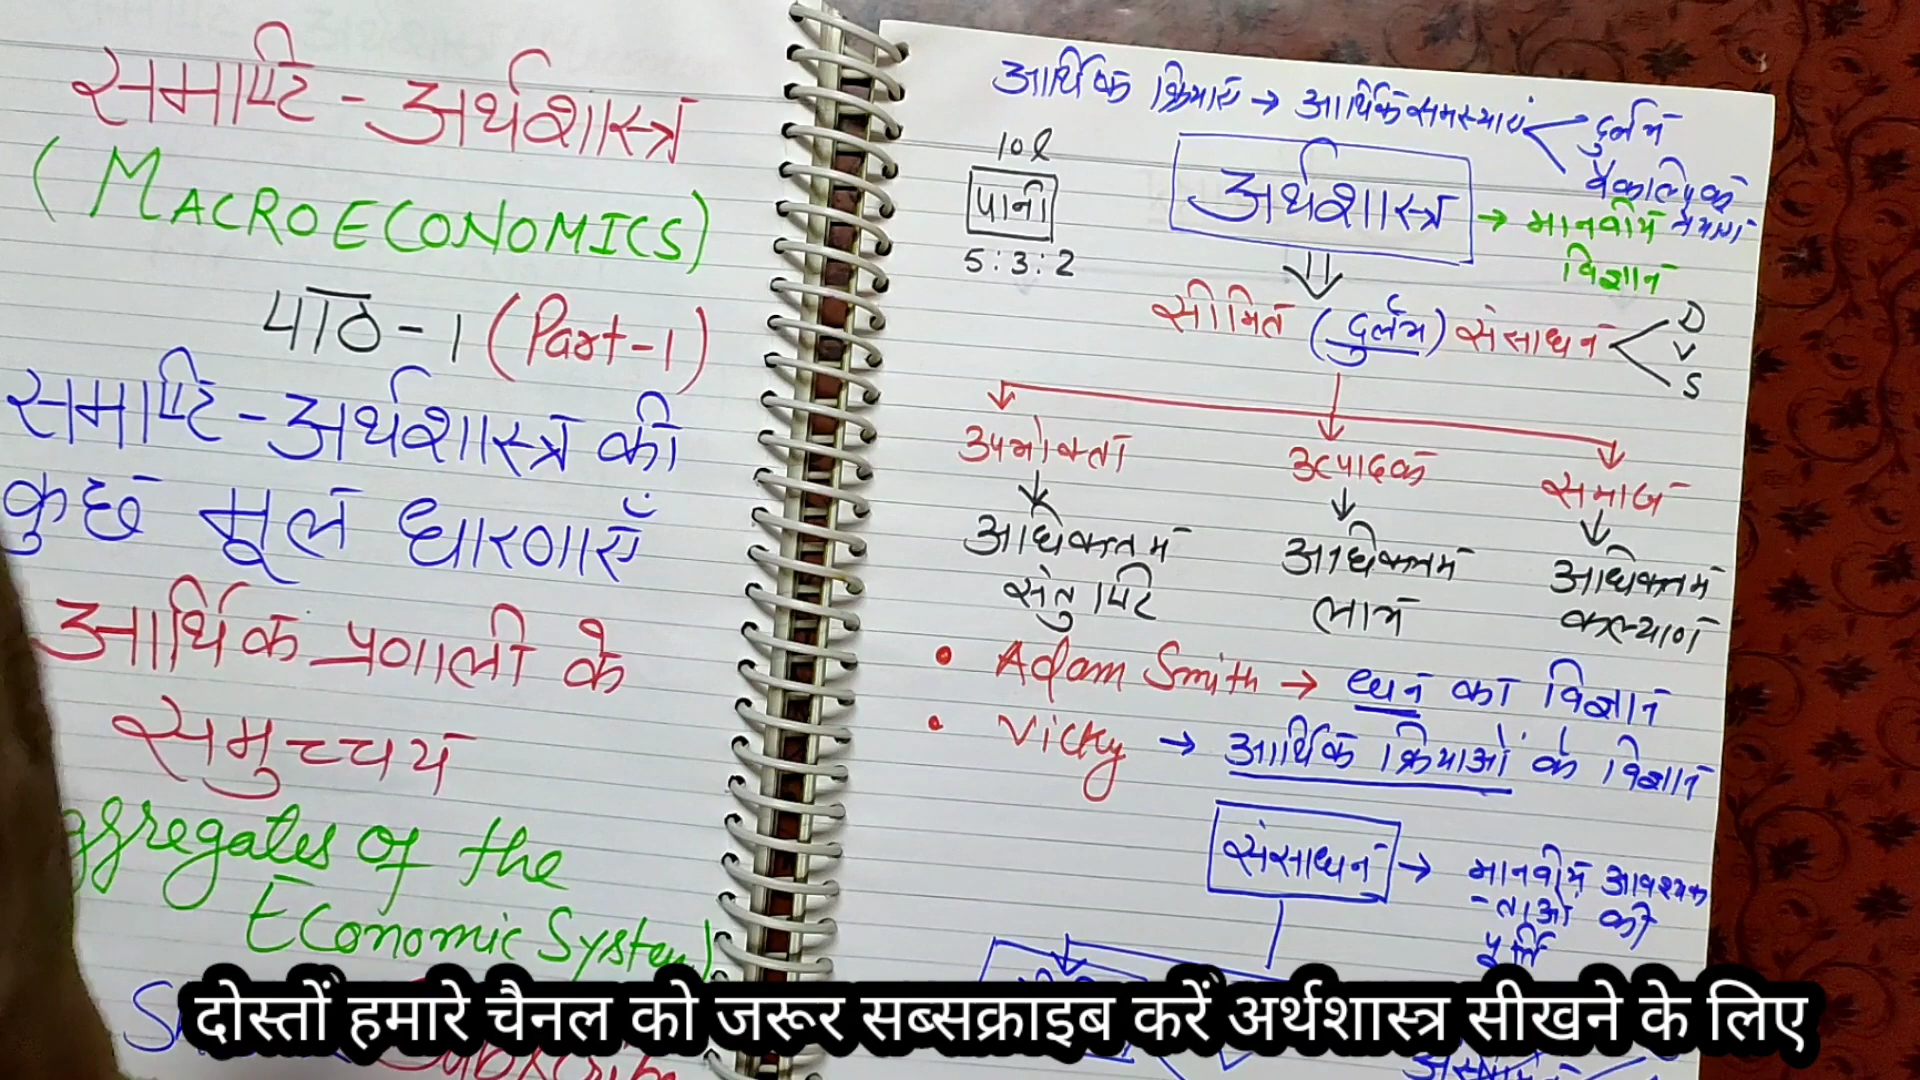 समष्टि - अर्थशास्त्र
(MACROECONOMICS)
पाठ - 1 (Part-1)
समष्टि - अर्थशास्त्र की
कुछ मूल धारणाएँ
आर्थिक प्रणाली के
समुच्चय
Aggregates of the
Economic System)
Subscribe
आर्थिक क्रियाएं → आर्थिक समस्याएं
दुर्लभ
वैकल्पिक
10l
पानी
5:3:2
अर्थशास्त्र → मानवीय
विज्ञान
सीमित (दुर्लभ) संसाधन
D
V
S
उपभोक्ता उत्पादक समाज
अधिकतम अधिकतम अधिकतम
संतुष्टि लाभ कल्याण
• Adam Smith → धन का विज्ञान
• Vicky → आर्थिक क्रियाओं के विज्ञान
संसाधन → मानवीय आवश्यक
-ताओं की
पूर्ति
दोस्तों हमारे चैनल को जरूर सब्सक्राइब करें अर्थशास्त्र सीखने के लिए